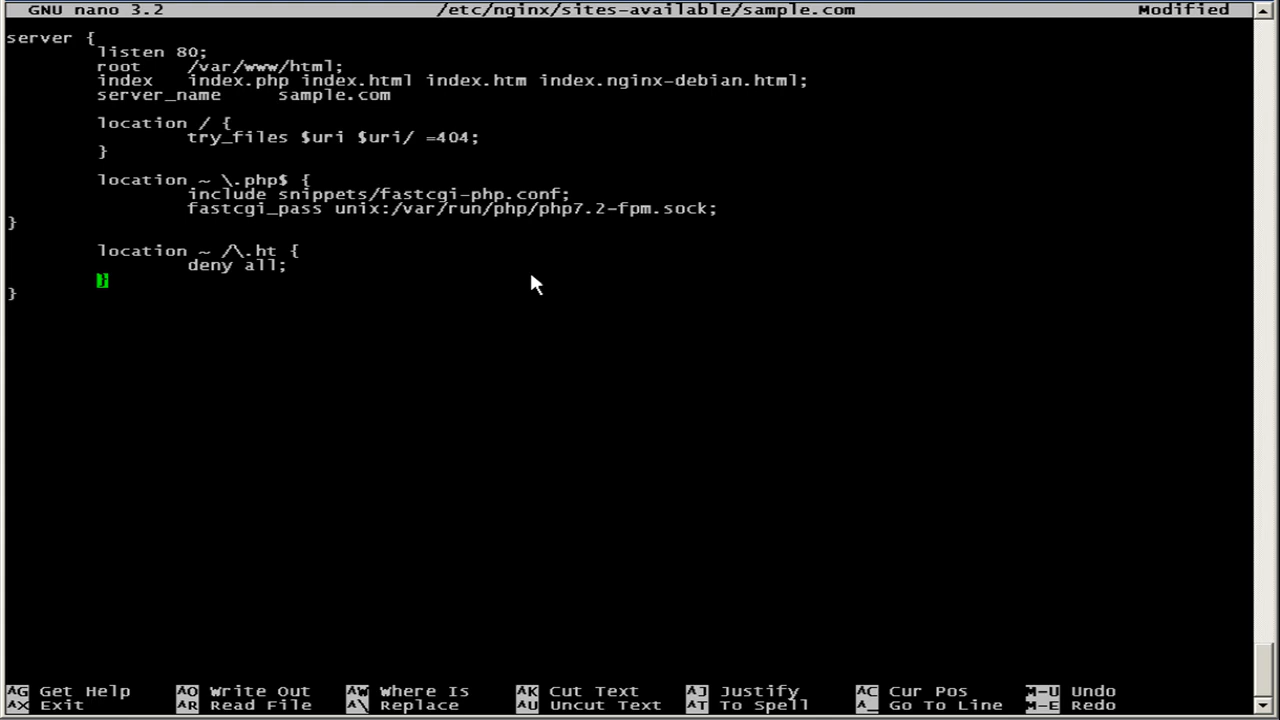 GNU nano 3.2 /etc/nginx/sites-available/sample.com Modified
server {
listen 80;
root /var/www/html;
index index.php index.html index.htm index.nginx-debian.html;
server_name sample.com
location / {
try_files $uri $uri/ =404;
}
location ~ \.php$ {
include snippets/fastcgi-php.conf;
fastcgi_pass unix:/var/run/php/php7.2-fpm.sock;
}
location ~ /\.ht {
deny all;
}
}
^G Get Help ^O Write Out ^W Where Is ^K Cut Text ^J Justify ^C Cur Pos M-U Undo
^X Exit ^R Read File ^\ Replace ^U Uncut Text ^T To Spell ^_ Go To Line M-E Redo